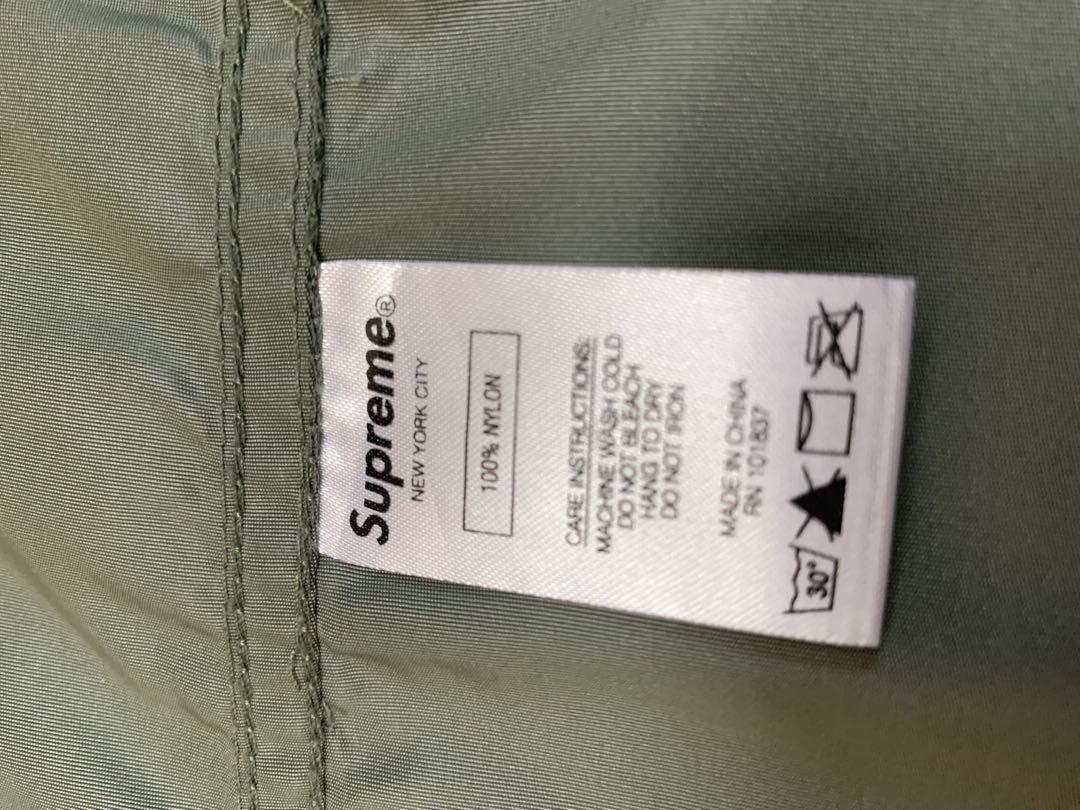 Supreme®
NEW YORK CITY
100% NYLON
CARE INSTRUCTIONS:
MACHINE WASH COLD
DO NOT BLEACH
HANG TO DRY
DO NOT IRON
MADE IN CHINA
RN 101837
30°